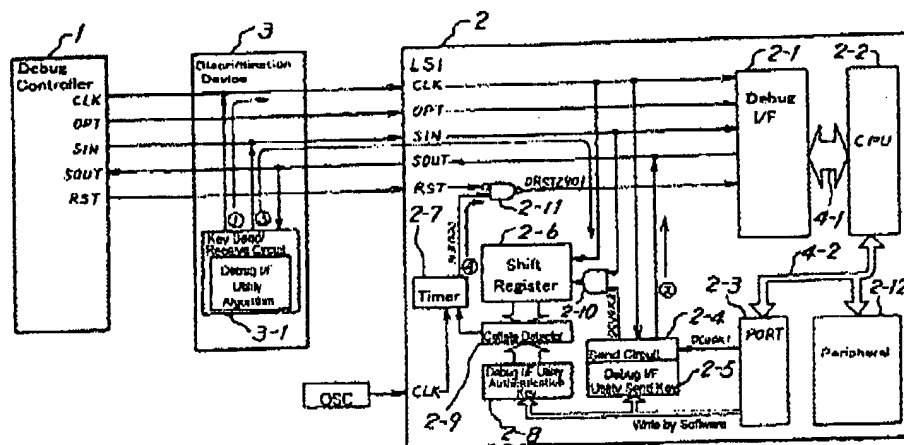 1
Debug
Controller
CLK
OPT
SIN
SOUT
RST
3
Discrimination
Device
Key Send/
Receive Circuit
Debug I/F
Utility
Algorithm
3-1
①
2
LSI
CLK
OPT
SIN
SOUT
RST
DRST2401
2-11
2-7
Timer
④
2-6
Shift
Register
2-10
②
Collate Detector
2-9
Debug I/F Utility
Authentication
Key
2-8
OSC
CLK
2-4
Send Circuit
Debug I/F
Utility Send Key
2-5
Write by Software
2-1
Debug
I/F
2-2
CPU
4-1
4-2
2-3
PORT
2-12
Peripheral